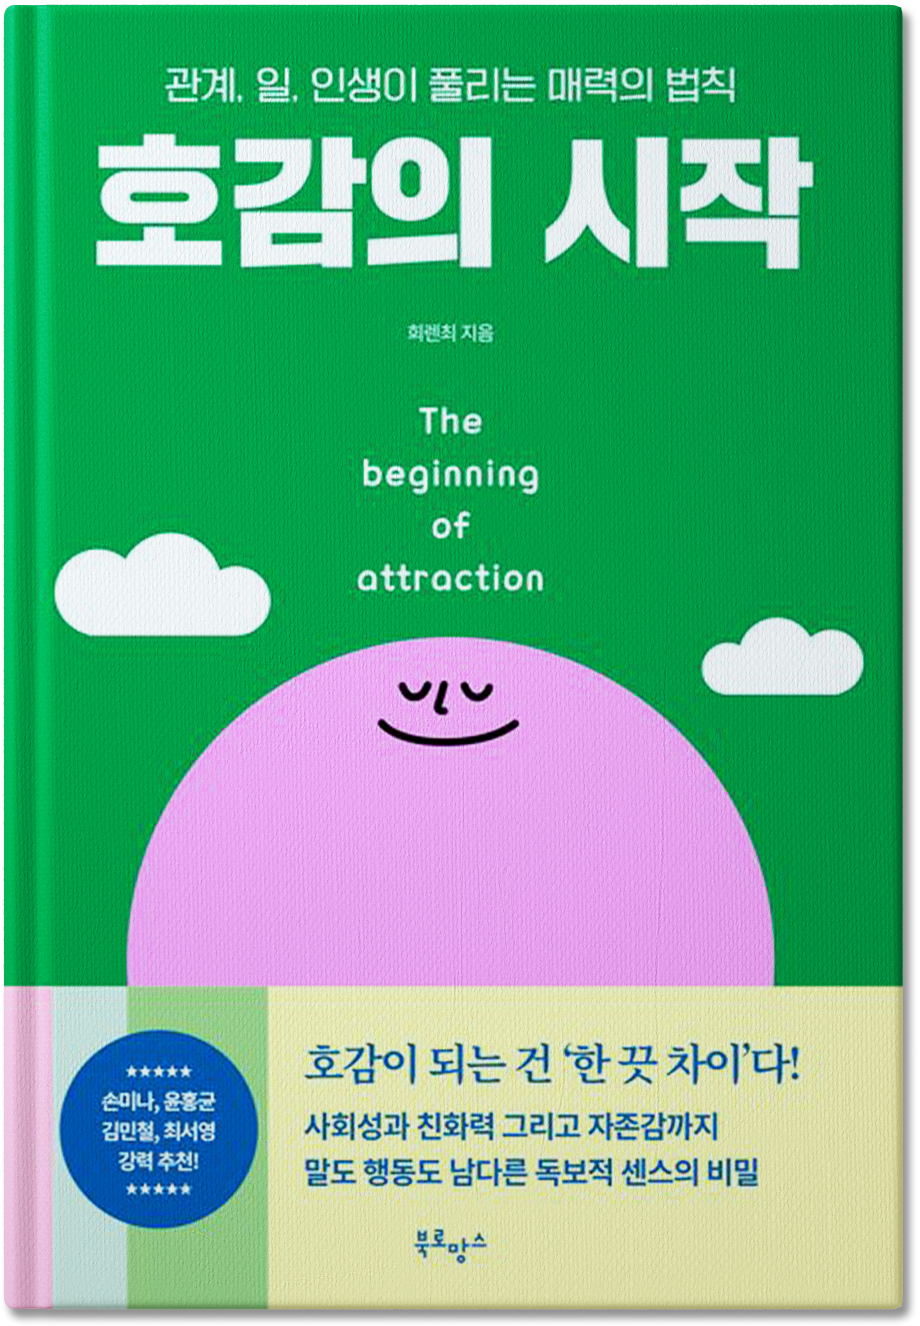 관계, 일, 인생이 풀리는 매력의 법칙
호감의 시작
희렌최 지음
The
beginning
of
attraction
★★★★★
손미나, 윤홍균
김민철, 최서영
강력 추천!
★★★★★
호감이 되는 건 ‘한 끗 차이’다!
사회성과 친화력 그리고 자존감까지
말도 행동도 남다른 독보적 센스의 비밀
북로망스